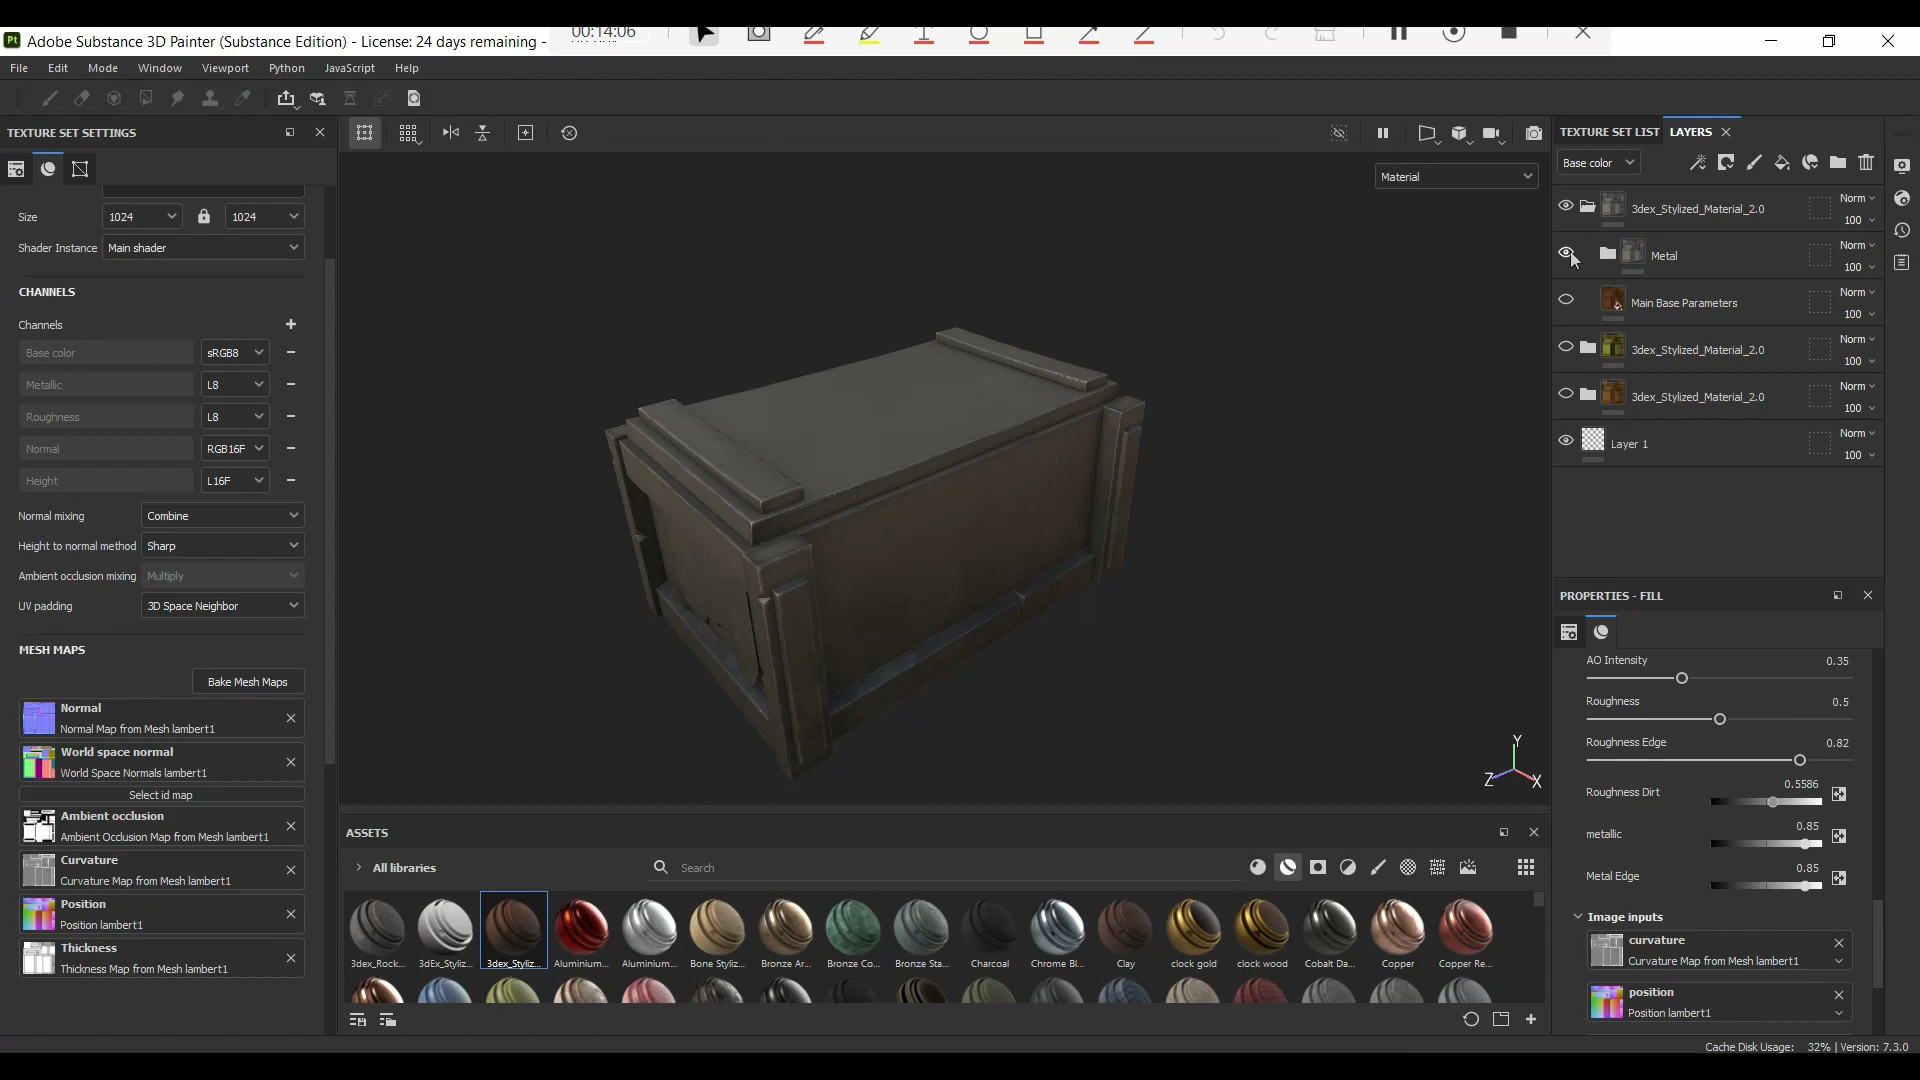 00:14:06
Adobe Substance 3D Painter (Substance Edition) - License: 24 days remaining -
File Edit Mode Window Viewport Python JavaScript Help
TEXTURE SET SETTINGS
TEXTURE SET LIST LAYERS
Size 1024 1024
Shader Instance Main shader
CHANNELS
Channels
Base color sRGB8
Metallic L8
Roughness L8
Normal RGB16F
Height L16F
Normal mixing Combine
Height to normal method Sharp
Ambient occlusion mixing Multiply
UV padding 3D Space Neighbor
MESH MAPS
Bake Mesh Maps
Normal
Normal Map from Mesh lambert1
World space normal
World Space Normals lambert1
Select id map
Ambient occlusion
Ambient Occlusion Map from Mesh lambert1
Curvature
Curvature Map from Mesh lambert1
Position
Position lambert1
Thickness
Thickness Map from Mesh lambert1
Material
Y
Z X
ASSETS
All libraries Search
3dex_Rock... 3dEx_Styliz... 3dex_Styliz... Aluminium... Aluminium... Bone Styliz... Bronze Ar... Bronze Co... Bronze Sta... Charcoal Chrome Bl... Clay clock gold clock wood Cobalt Da... Copper Copper Re...
Base color
3dex_Stylized_Material_2.0 Norm 100
Metal Norm 100
Main Base Parameters Norm 100
3dex_Stylized_Material_2.0 Norm 100
3dex_Stylized_Material_2.0 Norm 100
Layer 1 Norm 100
PROPERTIES - FILL
AO Intensity 0.35
Roughness 0.5
Roughness Edge 0.82
Roughness Dirt 0.5586
metallic 0.85
Metal Edge 0.85
Image inputs
curvature
Curvature Map from Mesh lambert1
position
Position lambert1
Cache Disk Usage: 32% | Version: 7.3.0